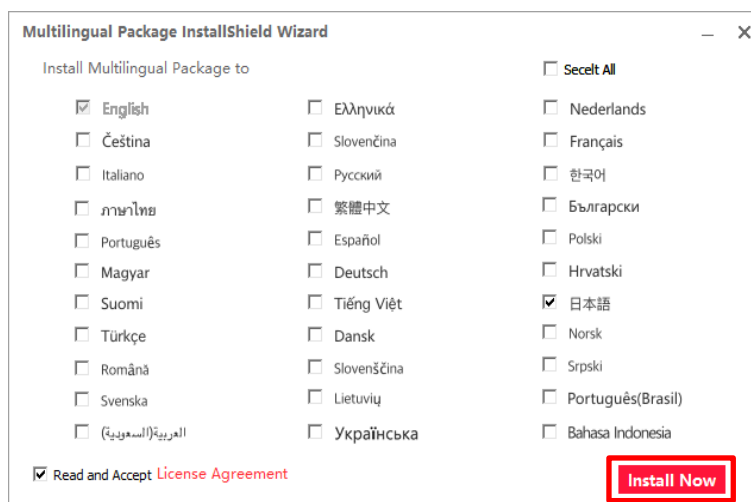 Multilingual Package InstallShield Wizard
Install Multilingual Package to Secelt All
English Ελληνικά Nederlands
Čeština Slovenčina Français
Italiano Русский 한국어
ภาษาไทย 繁體中文 Български
Português Español Polski
Magyar Deutsch Hrvatski
Suomi Tiếng Việt 日本語
Türkçe Dansk Norsk
Română Slovenščina Srpski
Svenska Lietuvių Português(Brasil)
العربية(السعودية) Українська Bahasa Indonesia
Read and Accept License Agreement Install Now